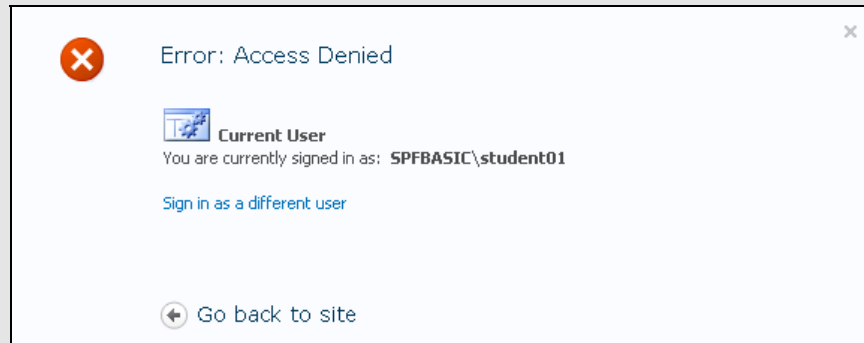 Error: Access Denied
Current User
You are currently signed in as: SPFBASIC\student01
Sign in as a different user
Go back to site